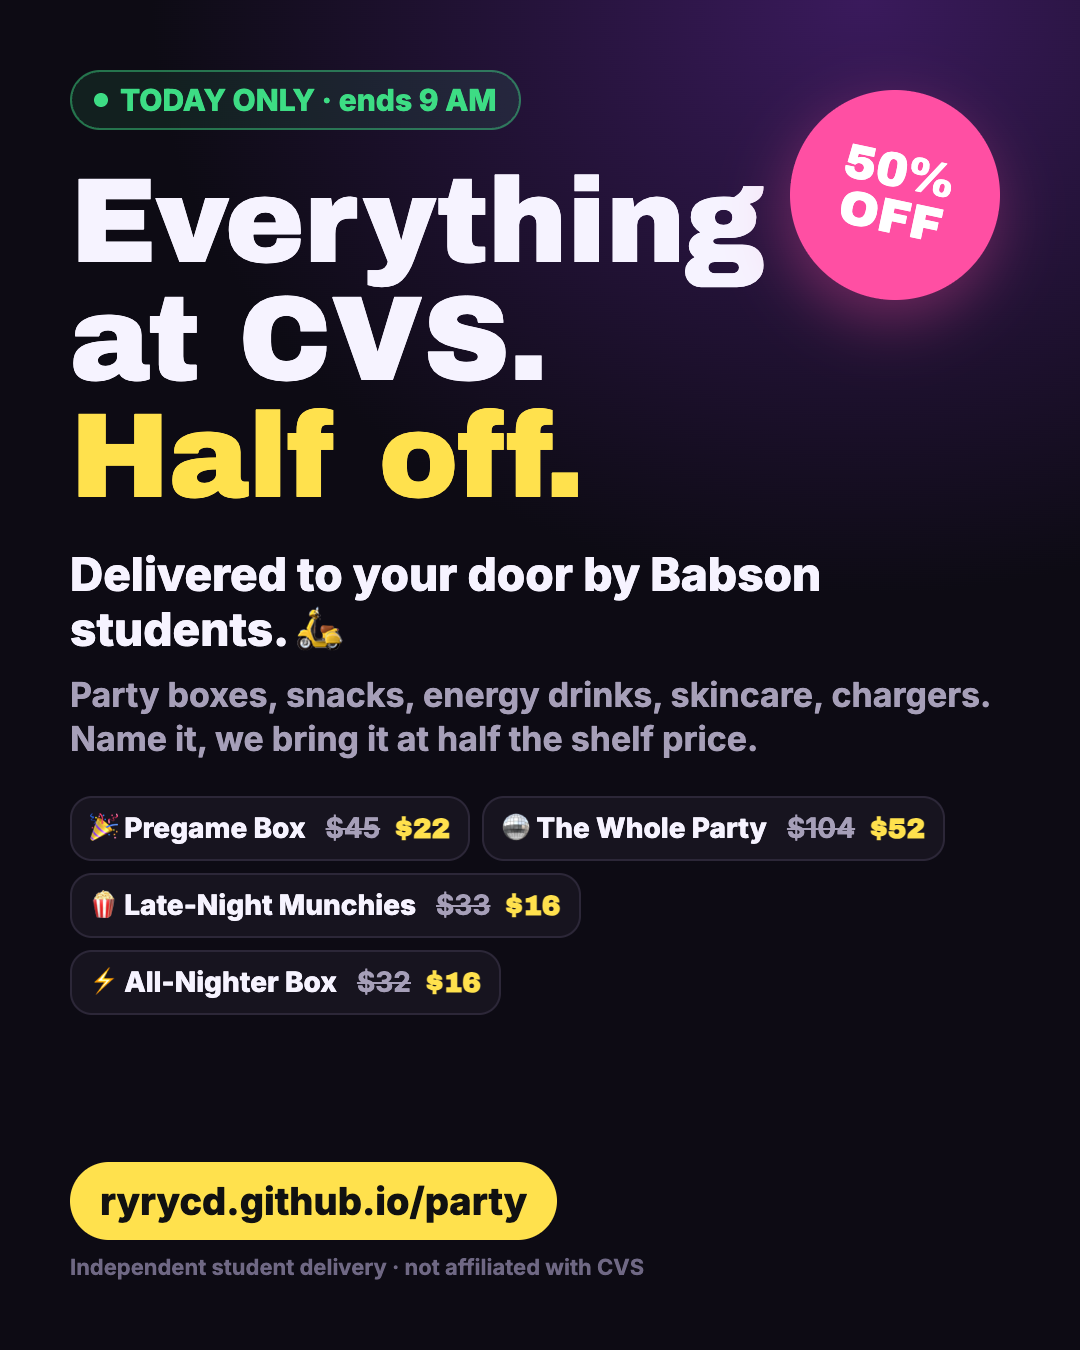 TODAY ONLY · ends 9 AM
50%
OFF
Everything
at CVS.
Half off.
Delivered to your door by Babson
students. 🛵
Party boxes, snacks, energy drinks, skincare, chargers.
Name it, we bring it at half the shelf price.
🎉 Pregame Box $45 $22
🪩 The Whole Party $104 $52
🍿 Late-Night Munchies $33 $16
⚡ All-Nighter Box $32 $16
ryrycd.github.io/party
Independent student delivery · not affiliated with CVS